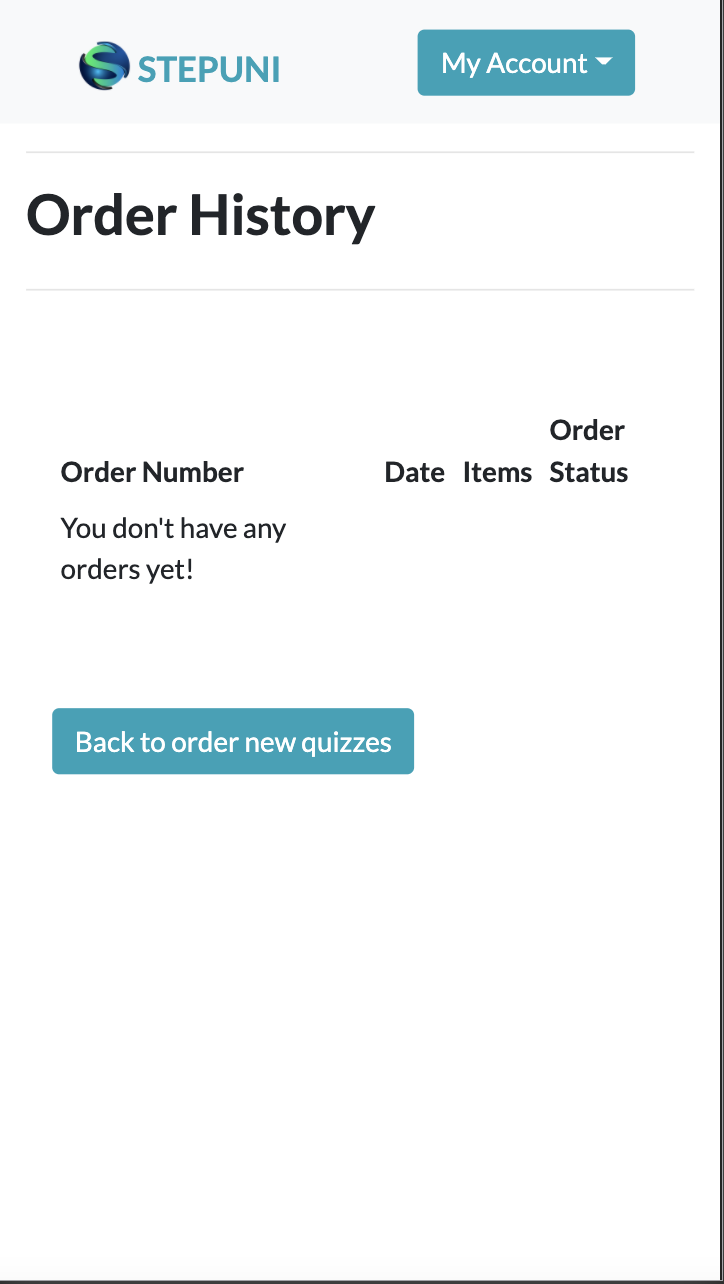 STEPUNI
My Account
Order History
Order Number Date Items Order Status
You don't have any
orders yet!
Back to order new quizzes